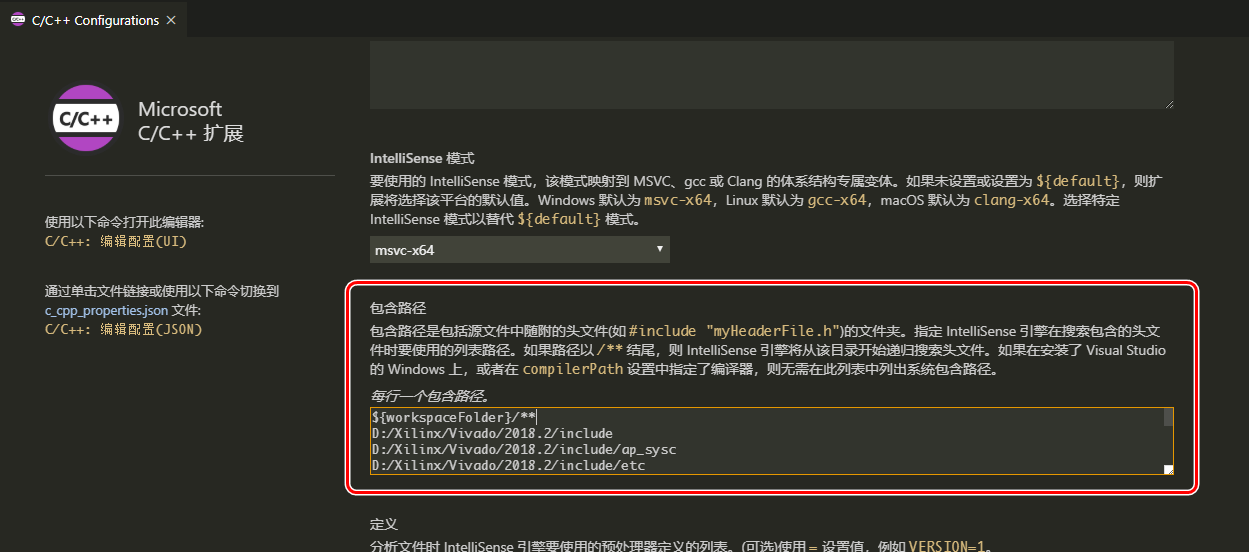 C/C++ Configurations ×
C/C++
Microsoft
C/C++ 扩展
使用以下命令打开此编辑器:
C/C++: 编辑配置(UI)
通过单击文件链接或使用以下命令切换到
c_cpp_properties.json 文件:
C/C++: 编辑配置(JSON)
IntelliSense 模式
要使用的 IntelliSense 模式，该模式映射到 MSVC、gcc 或 Clang 的体系结构专属变体。如果未设置或设置为 ${default}，则扩
展将选择该平台的默认值。Windows 默认为 msvc-x64，Linux 默认为 gcc-x64，macOS 默认为 clang-x64。选择特定
IntelliSense 模式以替代 ${default} 模式。
msvc-x64
包含路径
包含路径是包括源文件中随附的头文件(如 #include "myHeaderFile.h")的文件夹。指定 IntelliSense 引擎在搜索包含的头文
件时要使用的列表路径。如果路径以 /** 结尾，则 IntelliSense 引擎将从该目录开始递归搜索头文件。如果在安装了 Visual Studio
的 Windows 上，或者在 compilerPath 设置中指定了编译器，则无需在此列表中列出系统包含路径。
每行一个包含路径。
${workspaceFolder}/**
D:/Xilinx/Vivado/2018.2/include
D:/Xilinx/Vivado/2018.2/include/ap_sysc
D:/Xilinx/Vivado/2018.2/include/etc
定义
分析文件时 IntelliSense 引擎要使用的预处理器定义的列表。(可选)使用 = 设置值，例如 VERSION=1。